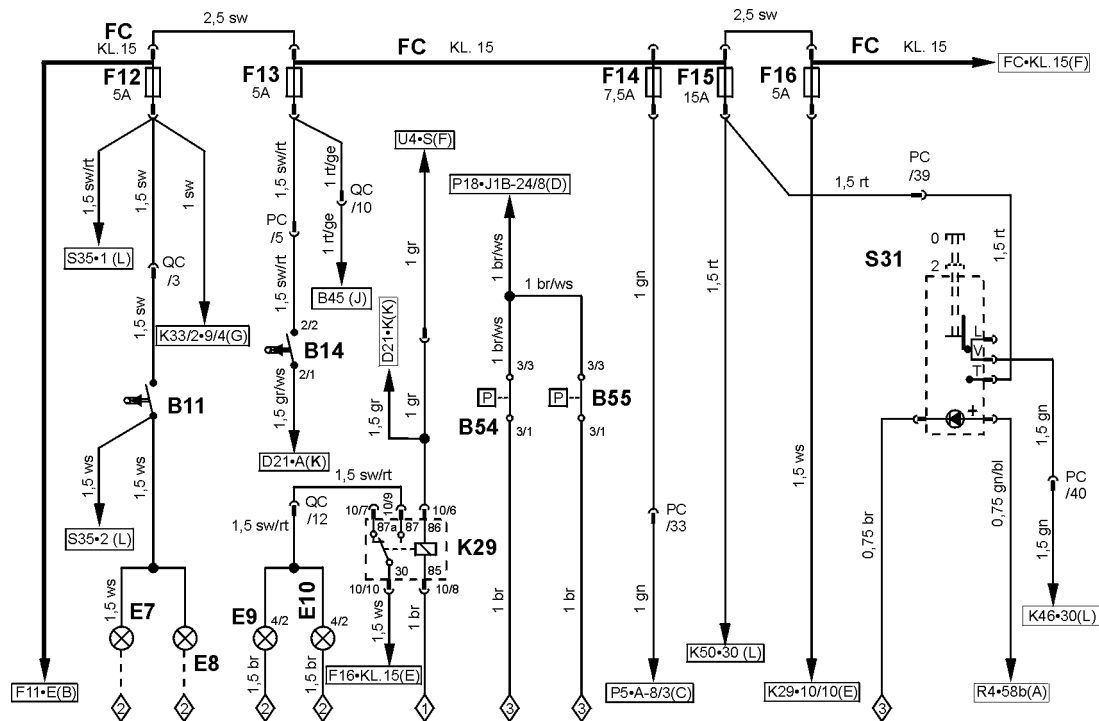 2,5 sw
2,5 sw
FC
KL. 15
FC
KL. 15
FC
KL. 15
FC•KL.15(F)
F12
5A
F13
5A
F14
7,5A
F15
15A
F16
5A
U4•S(F)
P18•J1B-24/8(D)
PC
/39
1,5 rt
1,5 sw/rt
1,5 sw
1 sw
1,5 sw/rt
1 rt/ge
QC
/10
PC
/5
1 rt/ge
S35•1 (L)
QC
/3
1,5 sw/rt
B45 (J)
1 gr
1 br/ws
1 br/ws
1 gn
1,5 rt
1,5 rt
S31
0
2
L
V
T
+
K33/2•9/4(G)
1,5 sw
2/2
B14
2/1
D21•K(K)
1 br/ws
3/3
P
B54
3/1
3/3
P
B55
3/1
B11
1,5 gr/ws
1,5 gr
1 gr
D21•A(K)
1,5 ws
1,5 ws
S35•2 (L)
1,5 sw/rt
QC
/12
1,5 sw/rt
10/7
10/9
10/6
87a
87
86
K29
30
85
10/10
10/8
PC
/33
1,5 ws
1,5 gn
PC
/40
0,75 br
0,75 gn/bl
1,5 gn
1,5 ws
E7
E8
E9
4/2
E10
4/2
1,5 br
1,5 br
1,5 ws
1 br
1 br
1 br
1 gn
K50•30 (L)
K46•30(L)
F11•E(B)
F16•KL.15(E)
P5•A-8/3(C)
K29•10/10(E)
R4•58b(A)
2
2
2
2
1
3
3
3